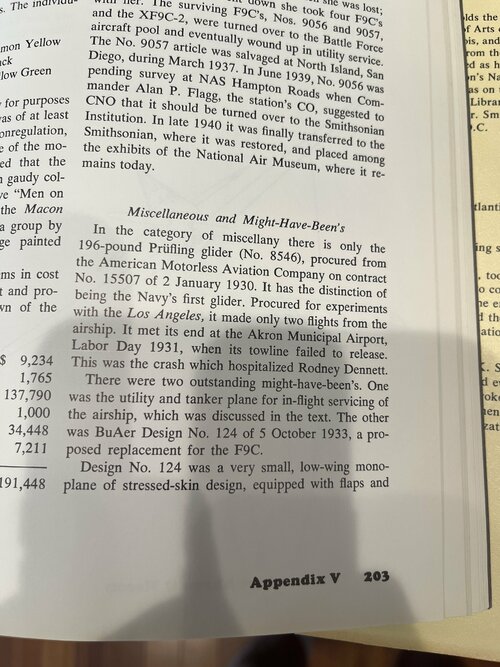 s. The individu-
mon Yellow
ck
low Green
for purposes
as of at least
onregulation,
e of the mo-
ed that the
gaudy col-
ve “Men on
the Macon
a group by
ge painted
ms in cost
t and pro-
wn of the
$ 9,234
1,765
137,790
1,000
34,448
7,211
191,448
down she took four F9C's
with her. The surviving F9C's, Nos. 9056 and 9057,
and the XF9C-2, were turned over to the Battle Force
aircraft pool and eventually wound up in utility service.
The No. 9057 article was salvaged at North Island, San
Diego, during March 1937. In June 1939, No. 9056 was
pending survey at NAS Hampton Roads when Com-
mander Alan P. Flagg, the station's CO, suggested to
CNO that it should be turned over to the Smithsonian
Institution. In late 1940 it was finally transferred to the
Smithsonian, where it was restored, and placed among
the exhibits of the National Air Museum, where it re-
mains today.
Miscellaneous and Might-Have-Been's
In the category of miscellany there is only the
196-pound Prüfling glider (No. 8546), procured from
the American Motorless Aviation Company on contract
No. 15507 of 2 January 1930. It has the distinction of
being the Navy's first glider. Procured for experiments
with the Los Angeles, it made only two flights from the
airship. It met its end at the Akron Municipal Airport,
Labor Day 1931, when its towline failed to release.
This was the crash which hospitalized Rodney Dennett.
There were two outstanding might-have-been's. One
was the utility and tanker plane for in-flight servicing of
the airship, which was discussed in the text. The other
was BuAer Design No. 124 of 5 October 1933, a pro-
posed replacement for the F9C.
Design No. 124 was a very small, low-wing mono-
plane of stressed-skin design, equipped with flaps and
Appendix V 203